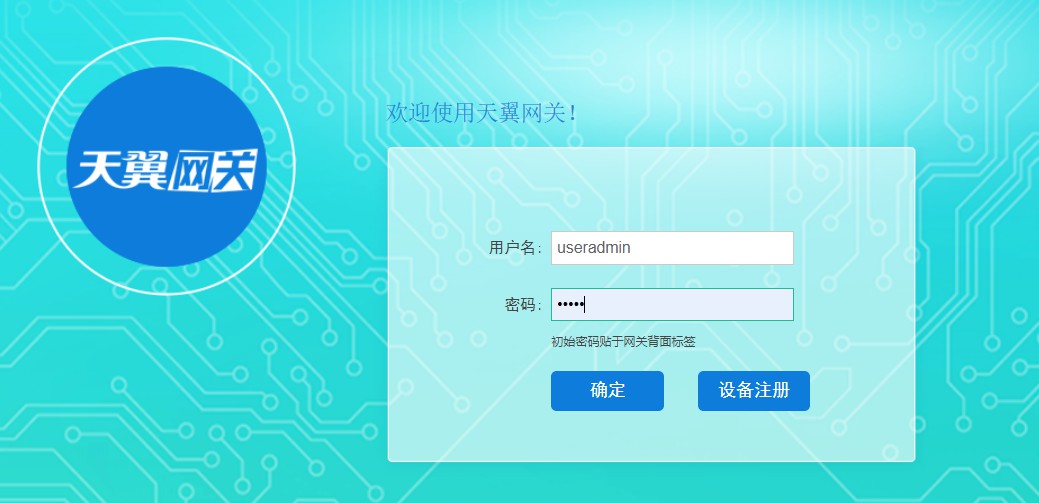 天翼网关
欢迎使用天翼网关!
用户名: useradmin
密码: •••••
初始密码贴于网关背面标签
确定 设备注册